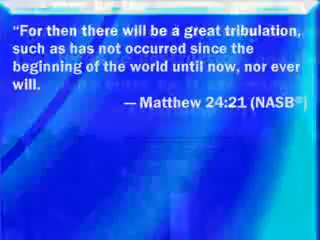 “For then there will be a great tribulation,
such as has not occurred since the
beginning of the world until now, nor ever
will.
— Matthew 24:21 (NASB®)